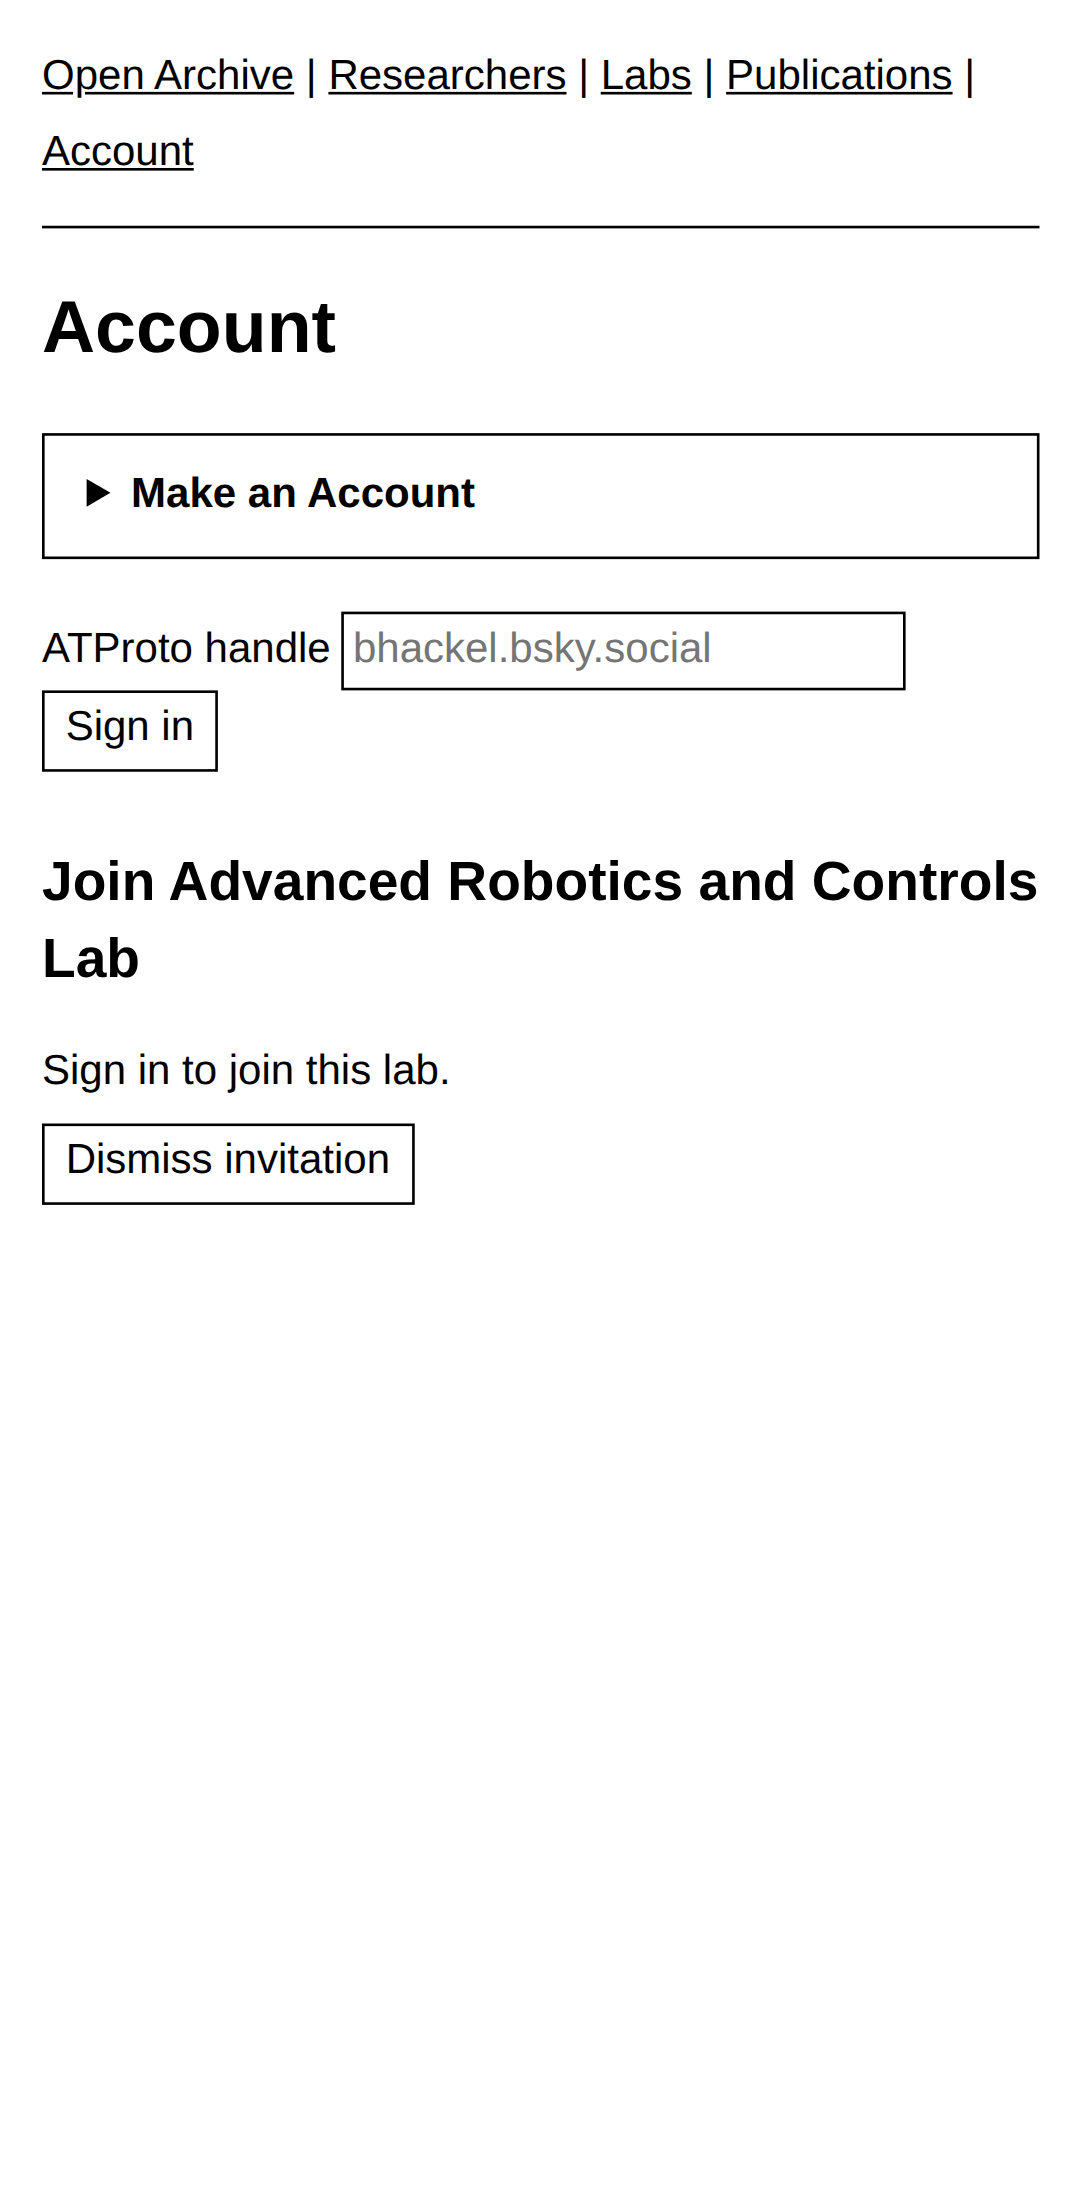 Open Archive | Researchers | Labs | Publications |
Account
Account
Make an Account
ATProto handle bhackel.bsky.social
Sign in
Join Advanced Robotics and Controls
Lab
Sign in to join this lab.
Dismiss invitation